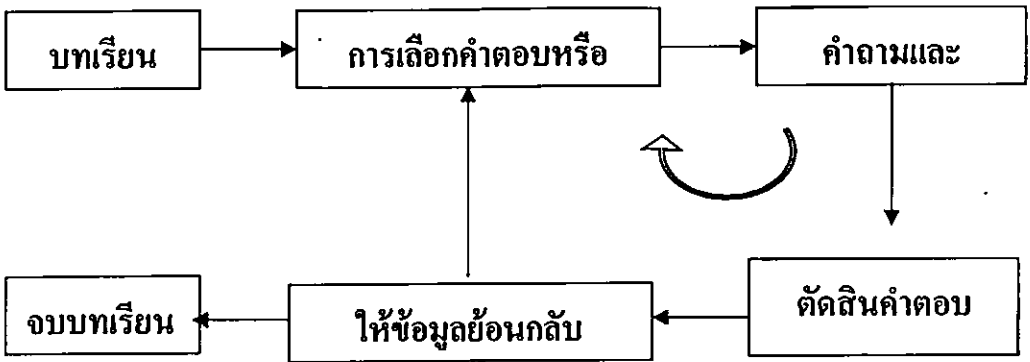 บทเรียน
การเลือกคำตอบหรือ
คำถามและ
ตัดสินคำตอบ
ให้ข้อมูลย้อนกลับ
จบบทเรียน